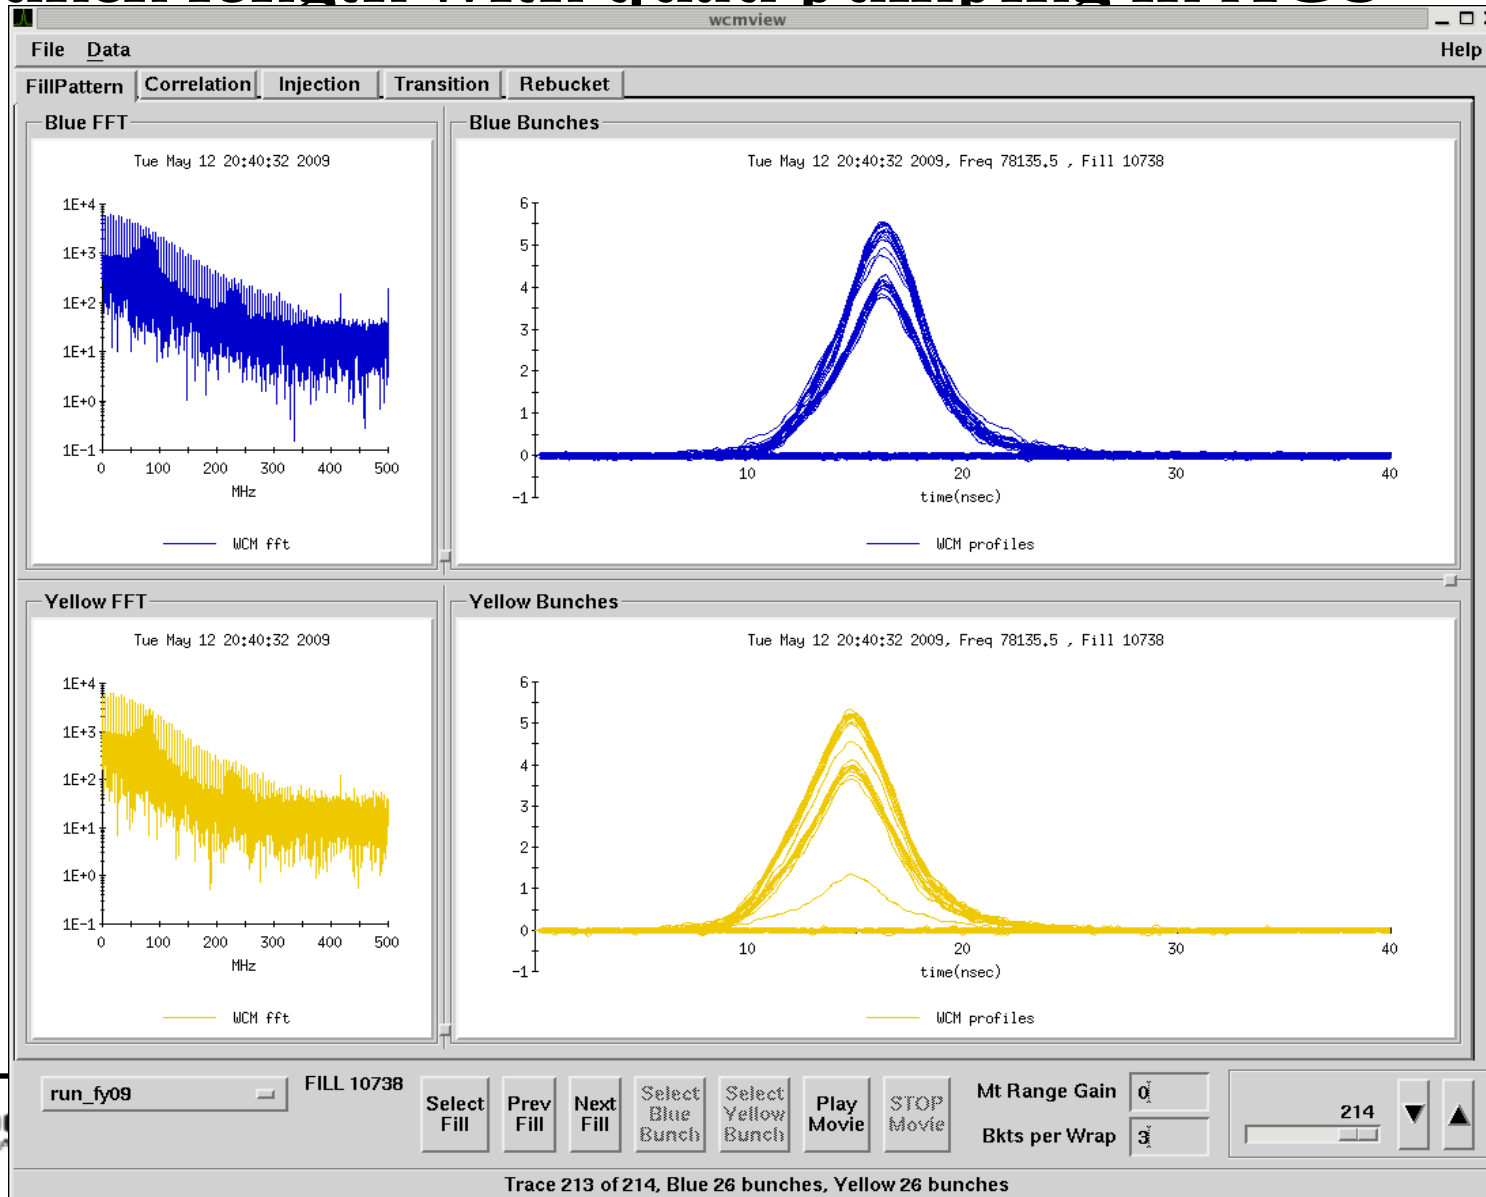 length with quad pumping in AGS
wcmview
File Data Help
FillPattern Correlation Injection Transition Rebucket
Blue FFT
Tue May 12 20:40:32 2009
1E+4
1E+3
1E+2
1E+1
1E+0
1E-1
0 100 200 300 400 500
MHz
WCM fft
Blue Bunches
Tue May 12 20:40:32 2009, Freq 78135.5 , Fill 10738
6
5
4
3
2
1
0
-1
10 20 30 40
time(nsec)
WCM profiles
Yellow FFT
Tue May 12 20:40:32 2009
1E+4
1E+3
1E+2
1E+1
1E+0
1E-1
0 100 200 300 400 500
MHz
WCM fft
Yellow Bunches
Tue May 12 20:40:32 2009, Freq 78135.5 , Fill 10738
6
5
4
3
2
1
0
-1
10 20 30 40
time(nsec)
WCM profiles
run_fy09
FILL 10738
Select Fill
Prev Fill
Next Fill
Select Blue Bunch
Select Yellow Bunch
Play Movie
STOP Movie
Mt Range Gain 0
Bkts per Wrap 3
214
Trace 213 of 214, Blue 26 bunches, Yellow 26 bunches